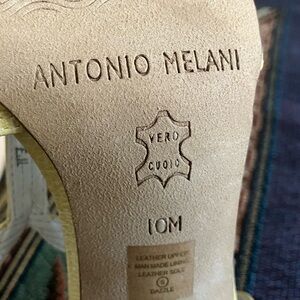 ANTONIO MELANI
VERO
CUOIO
10M
LEATHER UPPER
MAN MADE LINING
LEATHER SOLE
DAZZLE